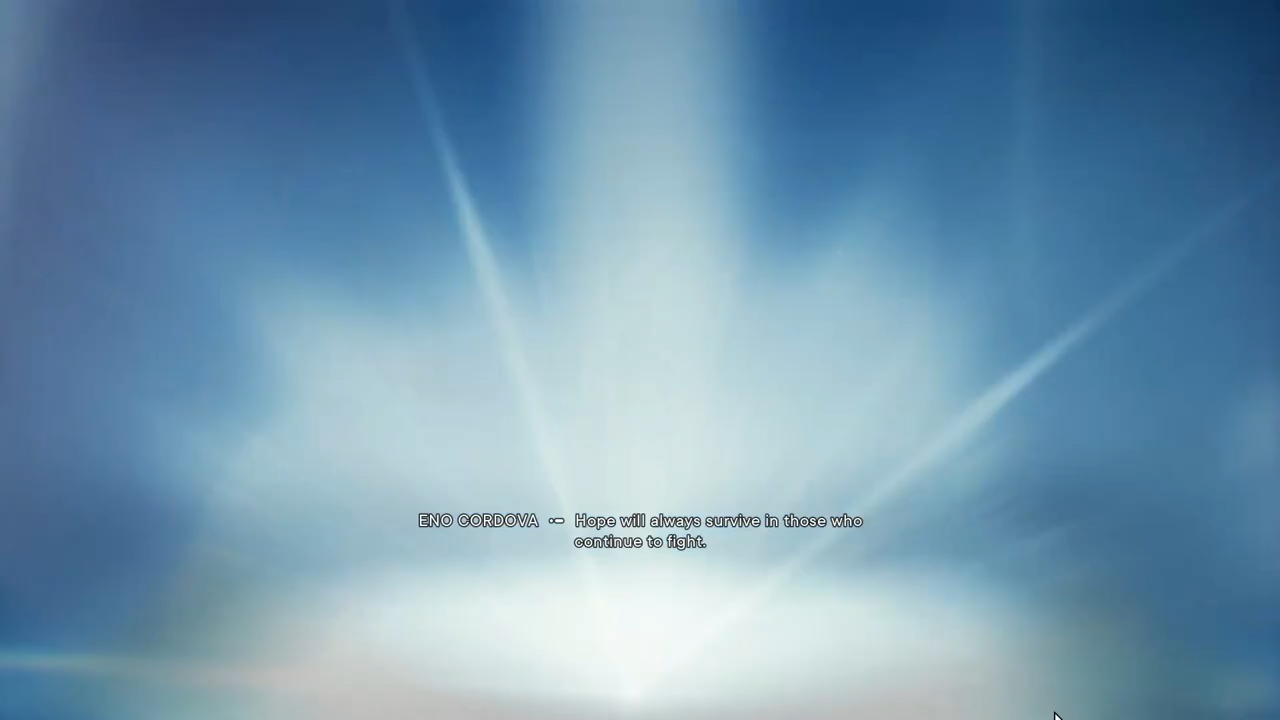 ENO CORDOVA •– Hope will always survive in those who
continue to fight.